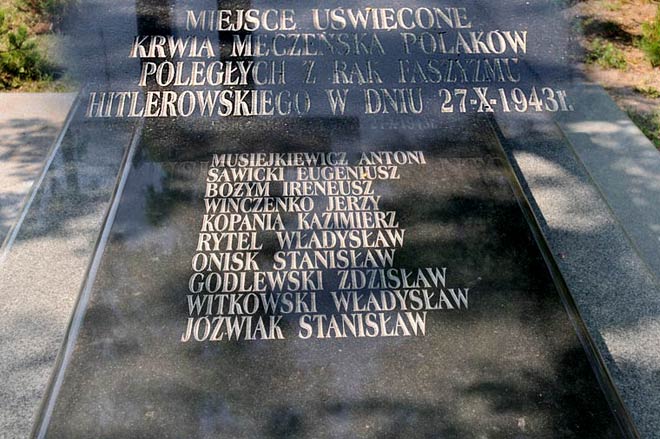 MIEJSCE UŚWIĘCONE
KRWIĄ MĘCZEŃSKĄ POLAKÓW
POLEGŁYCH Z RĄK FASZYZMU
HITLEROWSKIEGO W DNIU 27-X-1943r.
MUSIEJKIEWICZ ANTONI
SAWICKI EUGENIUSZ
BOŻYM IRENEUSZ
WINCZENKO JERZY
KOPANIA KAZIMIERZ
RYTEL WŁADYSŁAW
ONISK STANISŁAW
GODLEWSKI ZDZISŁAW
WITKOWSKI WŁADYSŁAW
JÓŹWIAK STANISŁAW